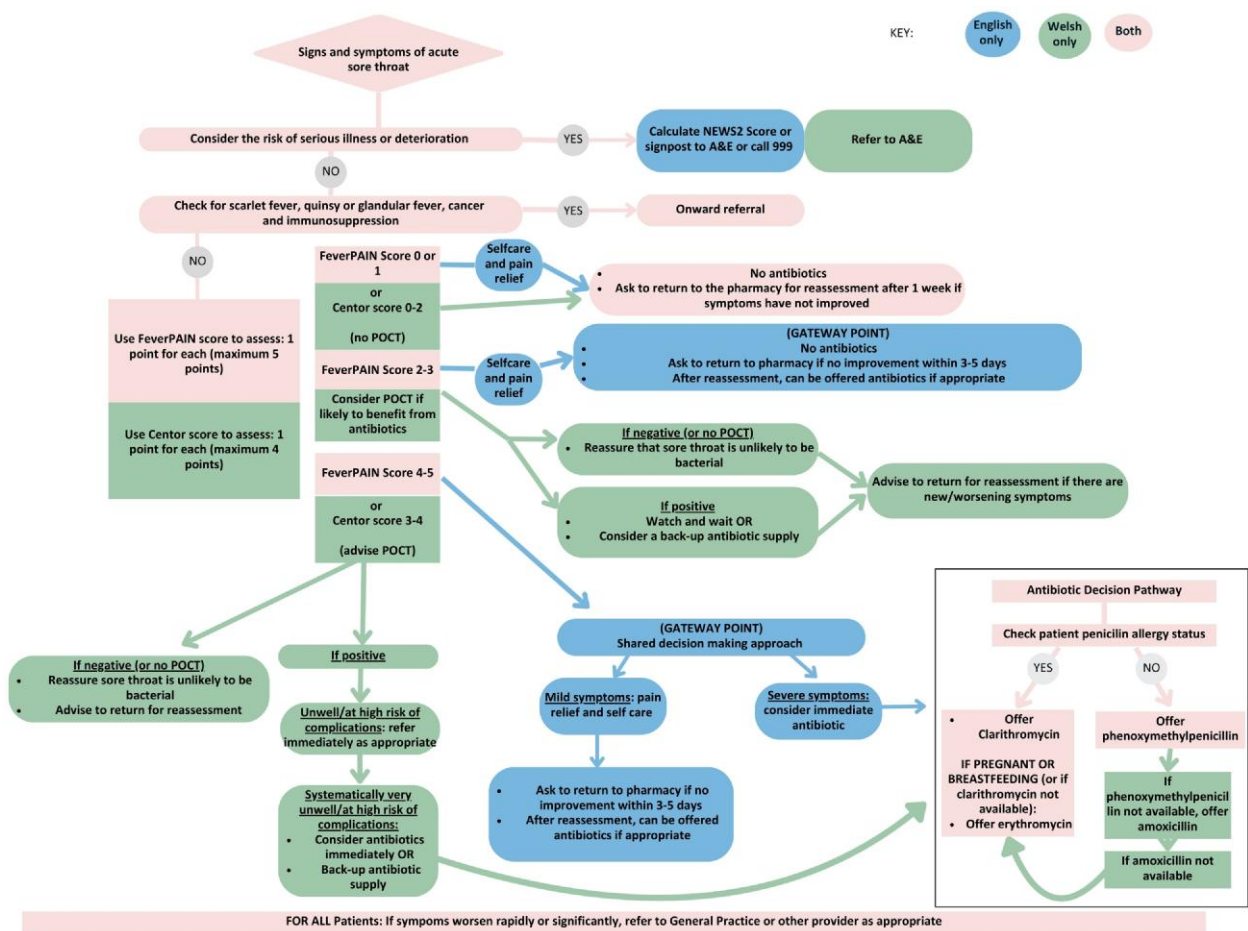 KEY:
English
only
Welsh
only
Both
Signs and symptoms of acute
sore throat
Consider the risk of serious illness or deterioration
YES
Calculate NEWS2 Score or
signpost to A&E or call 999
Refer to A&E
NO
Check for scarlet fever, quinsy or glandular fever, cancer
and immunosuppression
YES
Onward referral
NO
FeverPAIN Score 0 or
1
or
Centor score 0-2
(no POCT)
Selfcare
and pain
relief
• No antibiotics
• Ask to return to the pharmacy for reassessment after 1 week if
symptoms have not improved
Use FeverPAIN score to assess: 1
point for each (maximum 5
points)
Use Centor score to assess: 1
point for each (maximum 4
points)
FeverPAIN Score 2-3
Consider POCT if
likely to benefit from
antibiotics
Selfcare
and pain
relief
(GATEWAY POINT)
• No antibiotics
• Ask to return to pharmacy if no improvement within 3-5 days
• After reassessment, can be offered antibiotics if appropriate
If negative (or no POCT)
• Reassure that sore throat is unlikely to be
bacterial
If positive
• Watch and wait OR
• Consider a back-up antibiotic supply
Advise to return for reassessment if there are
new/worsening symptoms
FeverPAIN Score 4-5
or
Centor score 3-4
(advise POCT)
If negative (or no POCT)
• Reassure sore throat is unlikely to be
bacterial
• Advise to return for reassessment
If positive
Unwell/at high risk of
complications: refer
immediately as appropriate
Systematically very
unwell/at high risk of
complications:
• Consider antibiotics
immediately OR
• Back-up antibiotic
supply
(GATEWAY POINT)
Shared decision making approach
Mild symptoms: pain
relief and self care
Severe symptoms:
consider immediate
antibiotic
• Ask to return to pharmacy if no
improvement within 3-5 days
• After reassessment, can be offered
antibiotics if appropriate
Antibiotic Decision Pathway
Check patient penicilin allergy status
YES
NO
• Offer
Clarithromycin
IF PREGNANT OR
BREASTFEEDING (or if
clarithromycin not
available):
• Offer erythromycin
Offer
phenoxymethylpenicillin
If
phenoxymethylpenicil
lin not available, offer
amoxicillin
If amoxicillin not
available
FOR ALL Patients: If sympoms worsen rapidly or significantly, refer to General Practice or other provider as appropriate